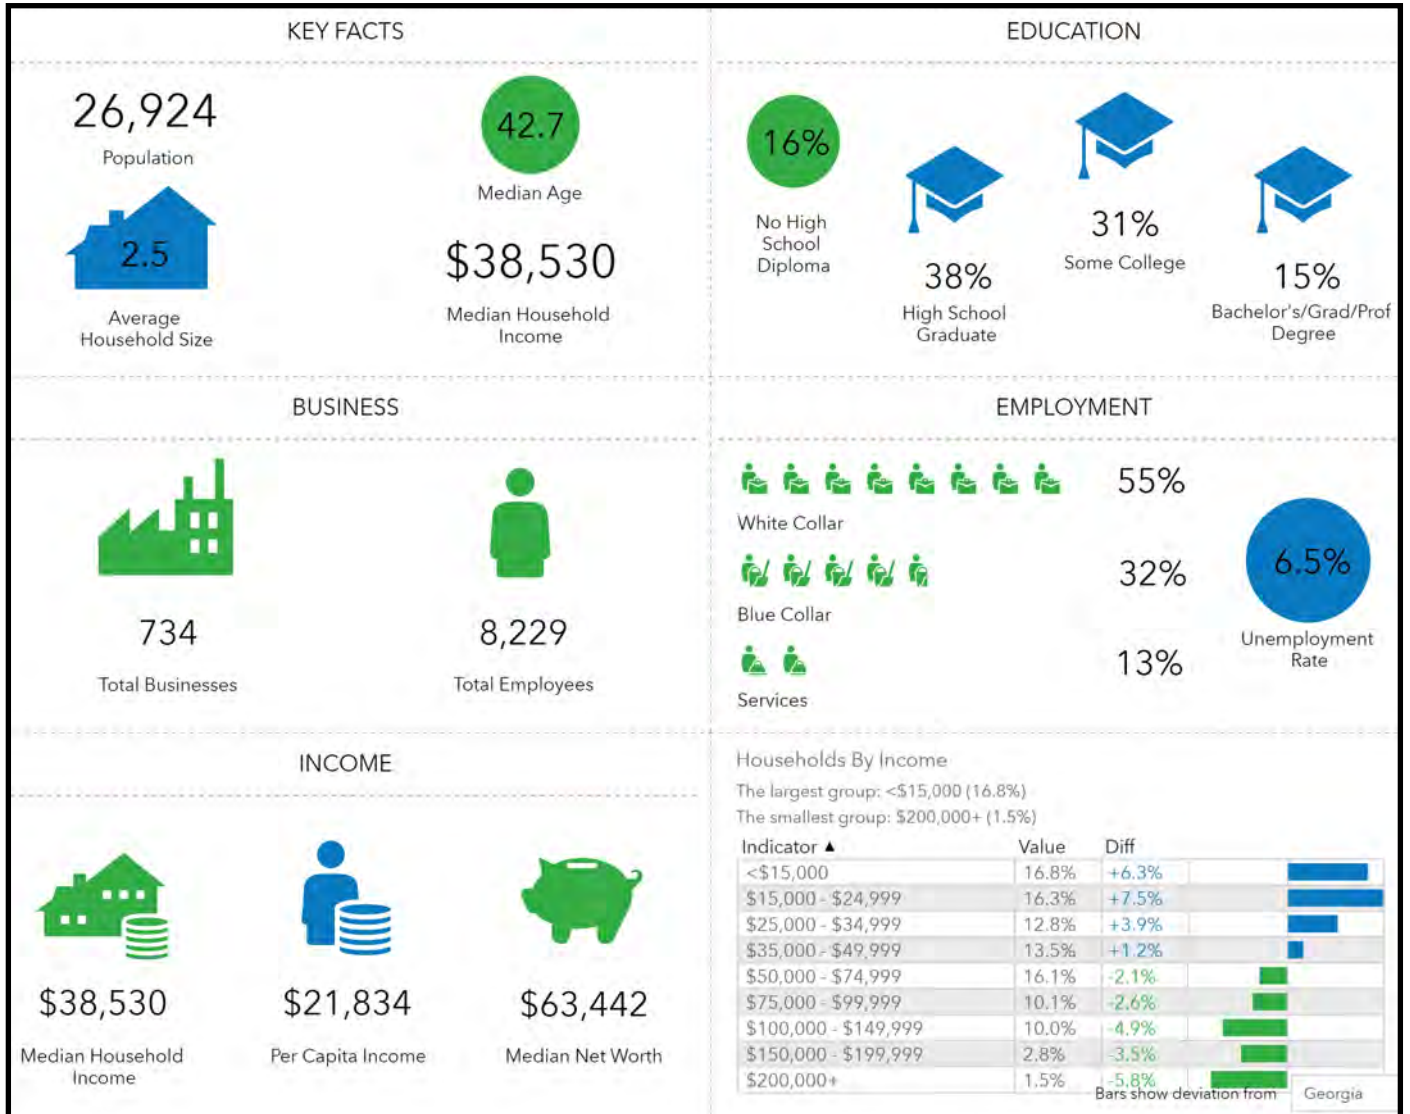 KEY FACTS
26,924
Population
42.7
Median Age
2.5
Average
Household Size
$38,530
Median Household
Income
EDUCATION
16%
No High
School
Diploma
38%
High School
Graduate
31%
Some College
15%
Bachelor's/Grad/Prof
Degree
BUSINESS
734
Total Businesses
8,229
Total Employees
EMPLOYMENT
55%
White Collar
32%
Blue Collar
13%
Services
6.5%
Unemployment
Rate
INCOME
$38,530
Median Household
Income
$21,834
Per Capita Income
$63,442
Median Net Worth
Households By Income
The largest group: <$15,000 (16.8%)
The smallest group: $200,000+ (1.5%)
Indicator ▲ Value Diff
<$15,000 16.8% +6.3%
$15,000 - $24,999 16.3% +7.5%
$25,000 - $34,999 12.8% +3.9%
$35,000 - $49,999 13.5% +1.2%
$50,000 - $74,999 16.1% -2.1%
$75,000 - $99,999 10.1% -2.6%
$100,000 - $149,999 10.0% -4.9%
$150,000 - $199,999 2.8% -3.5%
$200,000+ 1.5% -5.8%
Bars show deviation from Georgia